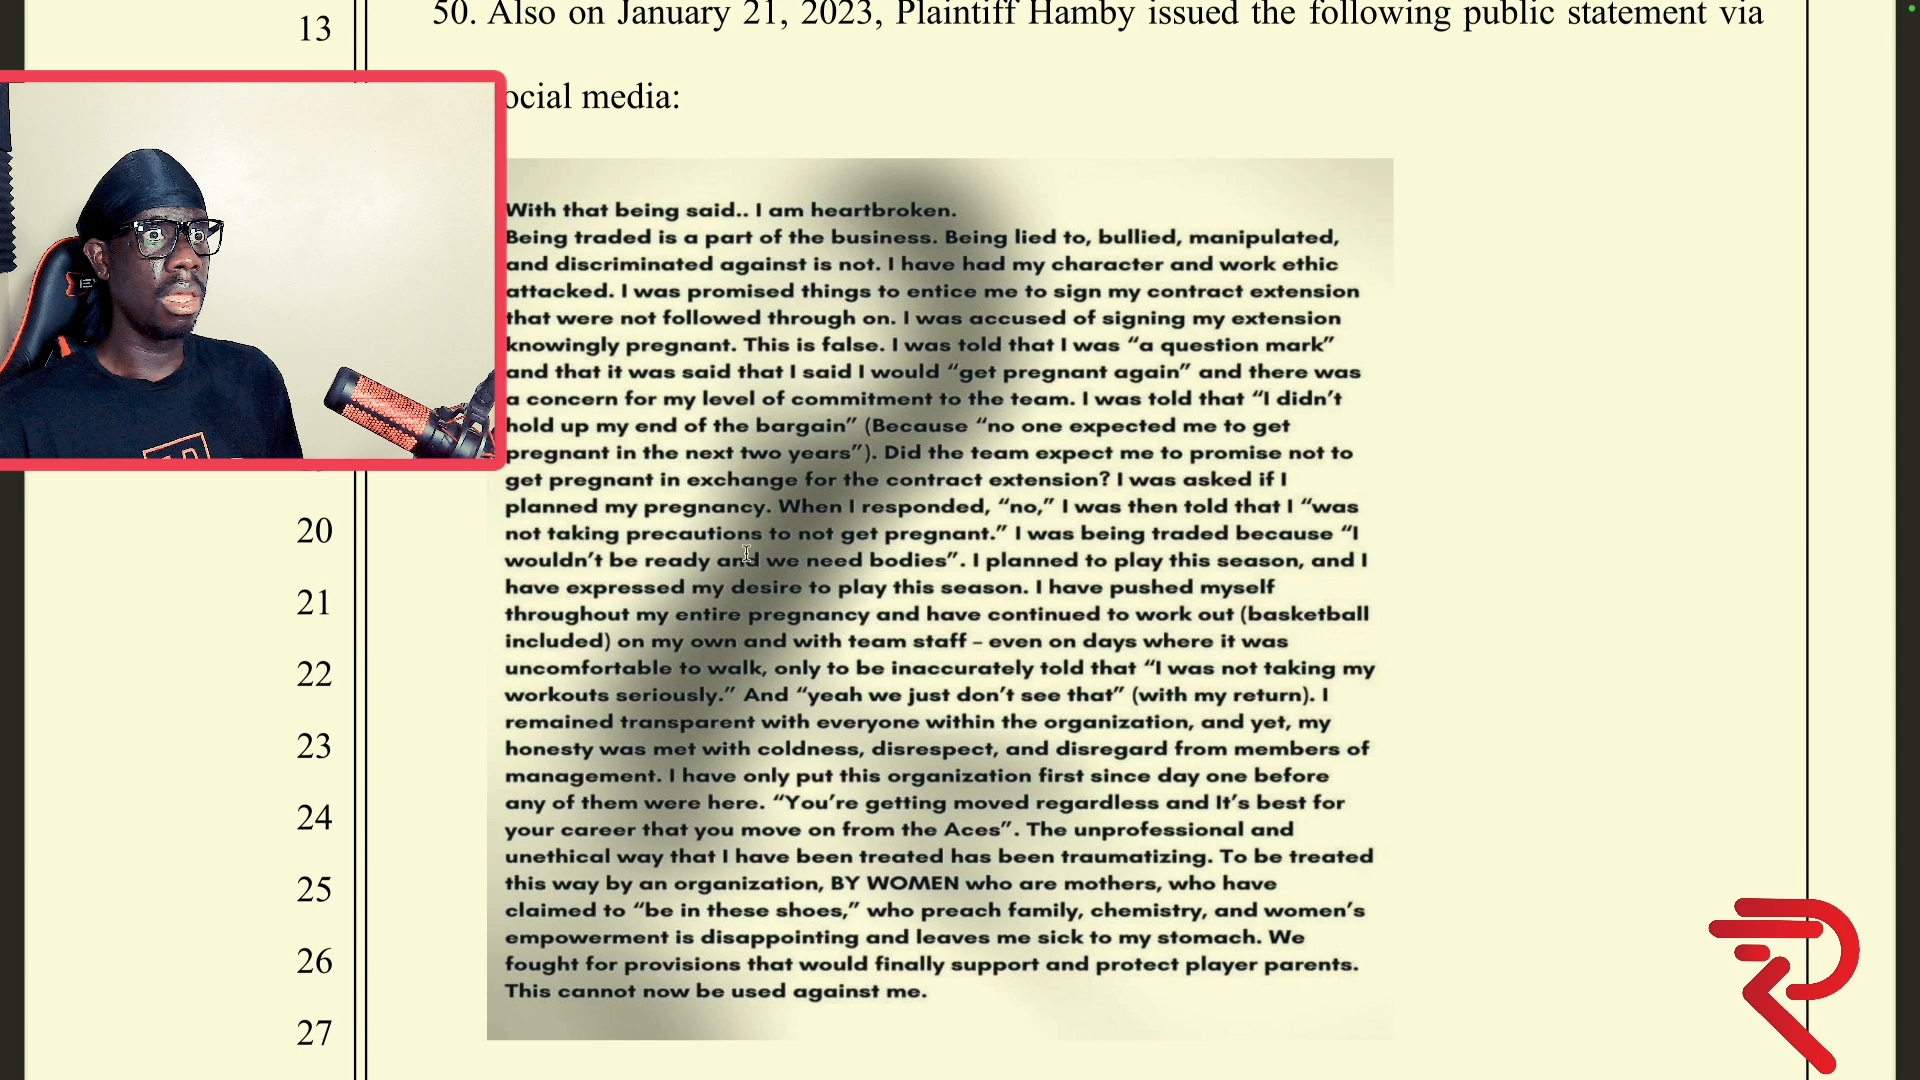 13
50. Also on January 21, 2023, Plaintiff Hamby issued the following public statement via
ocial media:
With that being said.. I am heartbroken.
Being traded is a part of the business. Being lied to, bullied, manipulated,
and discriminated against is not. I have had my character and work ethic
attacked. I was promised things to entice me to sign my contract extension
that were not followed through on. I was accused of signing my extension
knowingly pregnant. This is false. I was told that I was “a question mark”
and that it was said that I said I would “get pregnant again” and there was
a concern for my level of commitment to the team. I was told that “I didn’t
hold up my end of the bargain” (Because “no one expected me to get
pregnant in the next two years”). Did the team expect me to promise not to
get pregnant in exchange for the contract extension? I was asked if I
planned my pregnancy. When I responded, “no,” I was then told that I “was
not taking precautions to not get pregnant.” I was being traded because “I
wouldn’t be ready and we need bodies”. I planned to play this season, and I
have expressed my desire to play this season. I have pushed myself
throughout my entire pregnancy and have continued to work out (basketball
included) on my own and with team staff – even on days where it was
uncomfortable to walk, only to be inaccurately told that “I was not taking my
workouts seriously.” And “yeah we just don’t see that” (with my return). I
remained transparent with everyone within the organization, and yet, my
honesty was met with coldness, disrespect, and disregard from members of
management. I have only put this organization first since day one before
any of them were here. “You’re getting moved regardless and It’s best for
your career that you move on from the Aces”. The unprofessional and
unethical way that I have been treated has been traumatizing. To be treated
this way by an organization, BY WOMEN who are mothers, who have
claimed to “be in these shoes,” who preach family, chemistry, and women’s
empowerment is disappointing and leaves me sick to my stomach. We
fought for provisions that would finally support and protect player parents.
This cannot now be used against me.
20
21
22
23
24
25
26
27